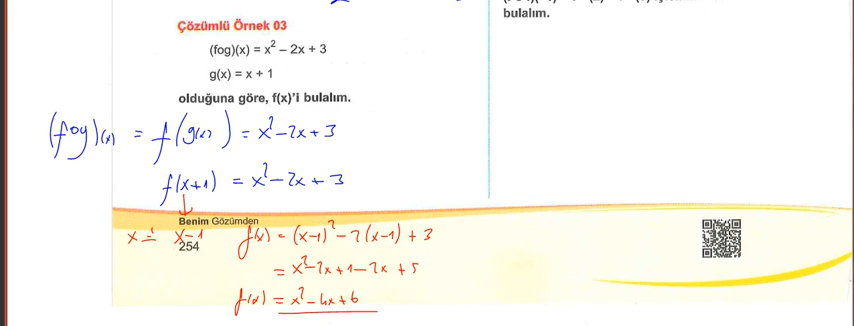 bulalım.
Çözümlü Örnek 03
(fog)(x) = x² – 2x + 3
g(x) = x + 1
olduğuna göre, f(x)'i bulalım.
(fog)(x) = f(g(x)) = x²-2x+3
f(x+1) = x²-2x+3
Benim Gözümden
254
x ≐ x-1
f(x) = (x-1)²-2(x-1)+3
= x²-2x+1-2x+5
f(x) = x²-4x+6